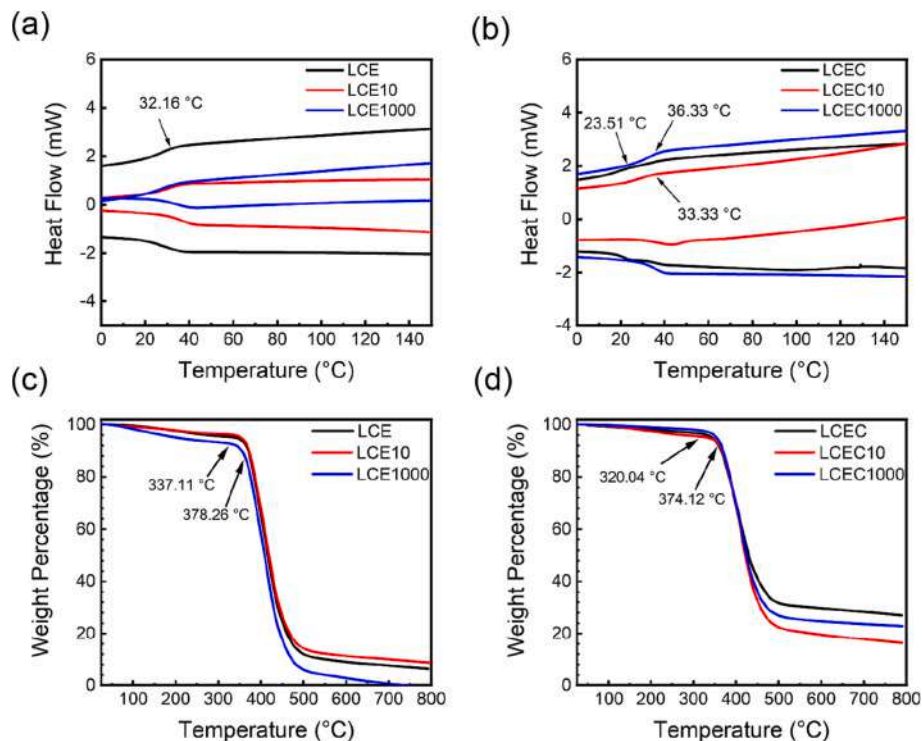 (a)
6
LCE
LCE10
LCE1000
4
32.16 °C
2
0
-2
-4
Heat Flow (mW)
0 20 40 60 80 100 120 140
Temperature (°C)
(b)
6
LCEC
LCEC10
LCEC1000
4
23.51 °C
36.33 °C
2
33.33 °C
0
-2
-4
Heat Flow (mW)
0 20 40 60 80 100 120 140
Temperature (°C)
(c)
100
LCE
LCE10
LCE1000
80
337.11 °C
378.26 °C
60
40
20
0
Weight Percentage (%)
100 200 300 400 500 600 700 800
Temperature (°C)
(d)
100
LCEC
LCEC10
LCEC1000
80
320.04 °C
374.12 °C
60
40
20
0
Weight Percentage (%)
100 200 300 400 500 600 700 800
Temperature (°C)